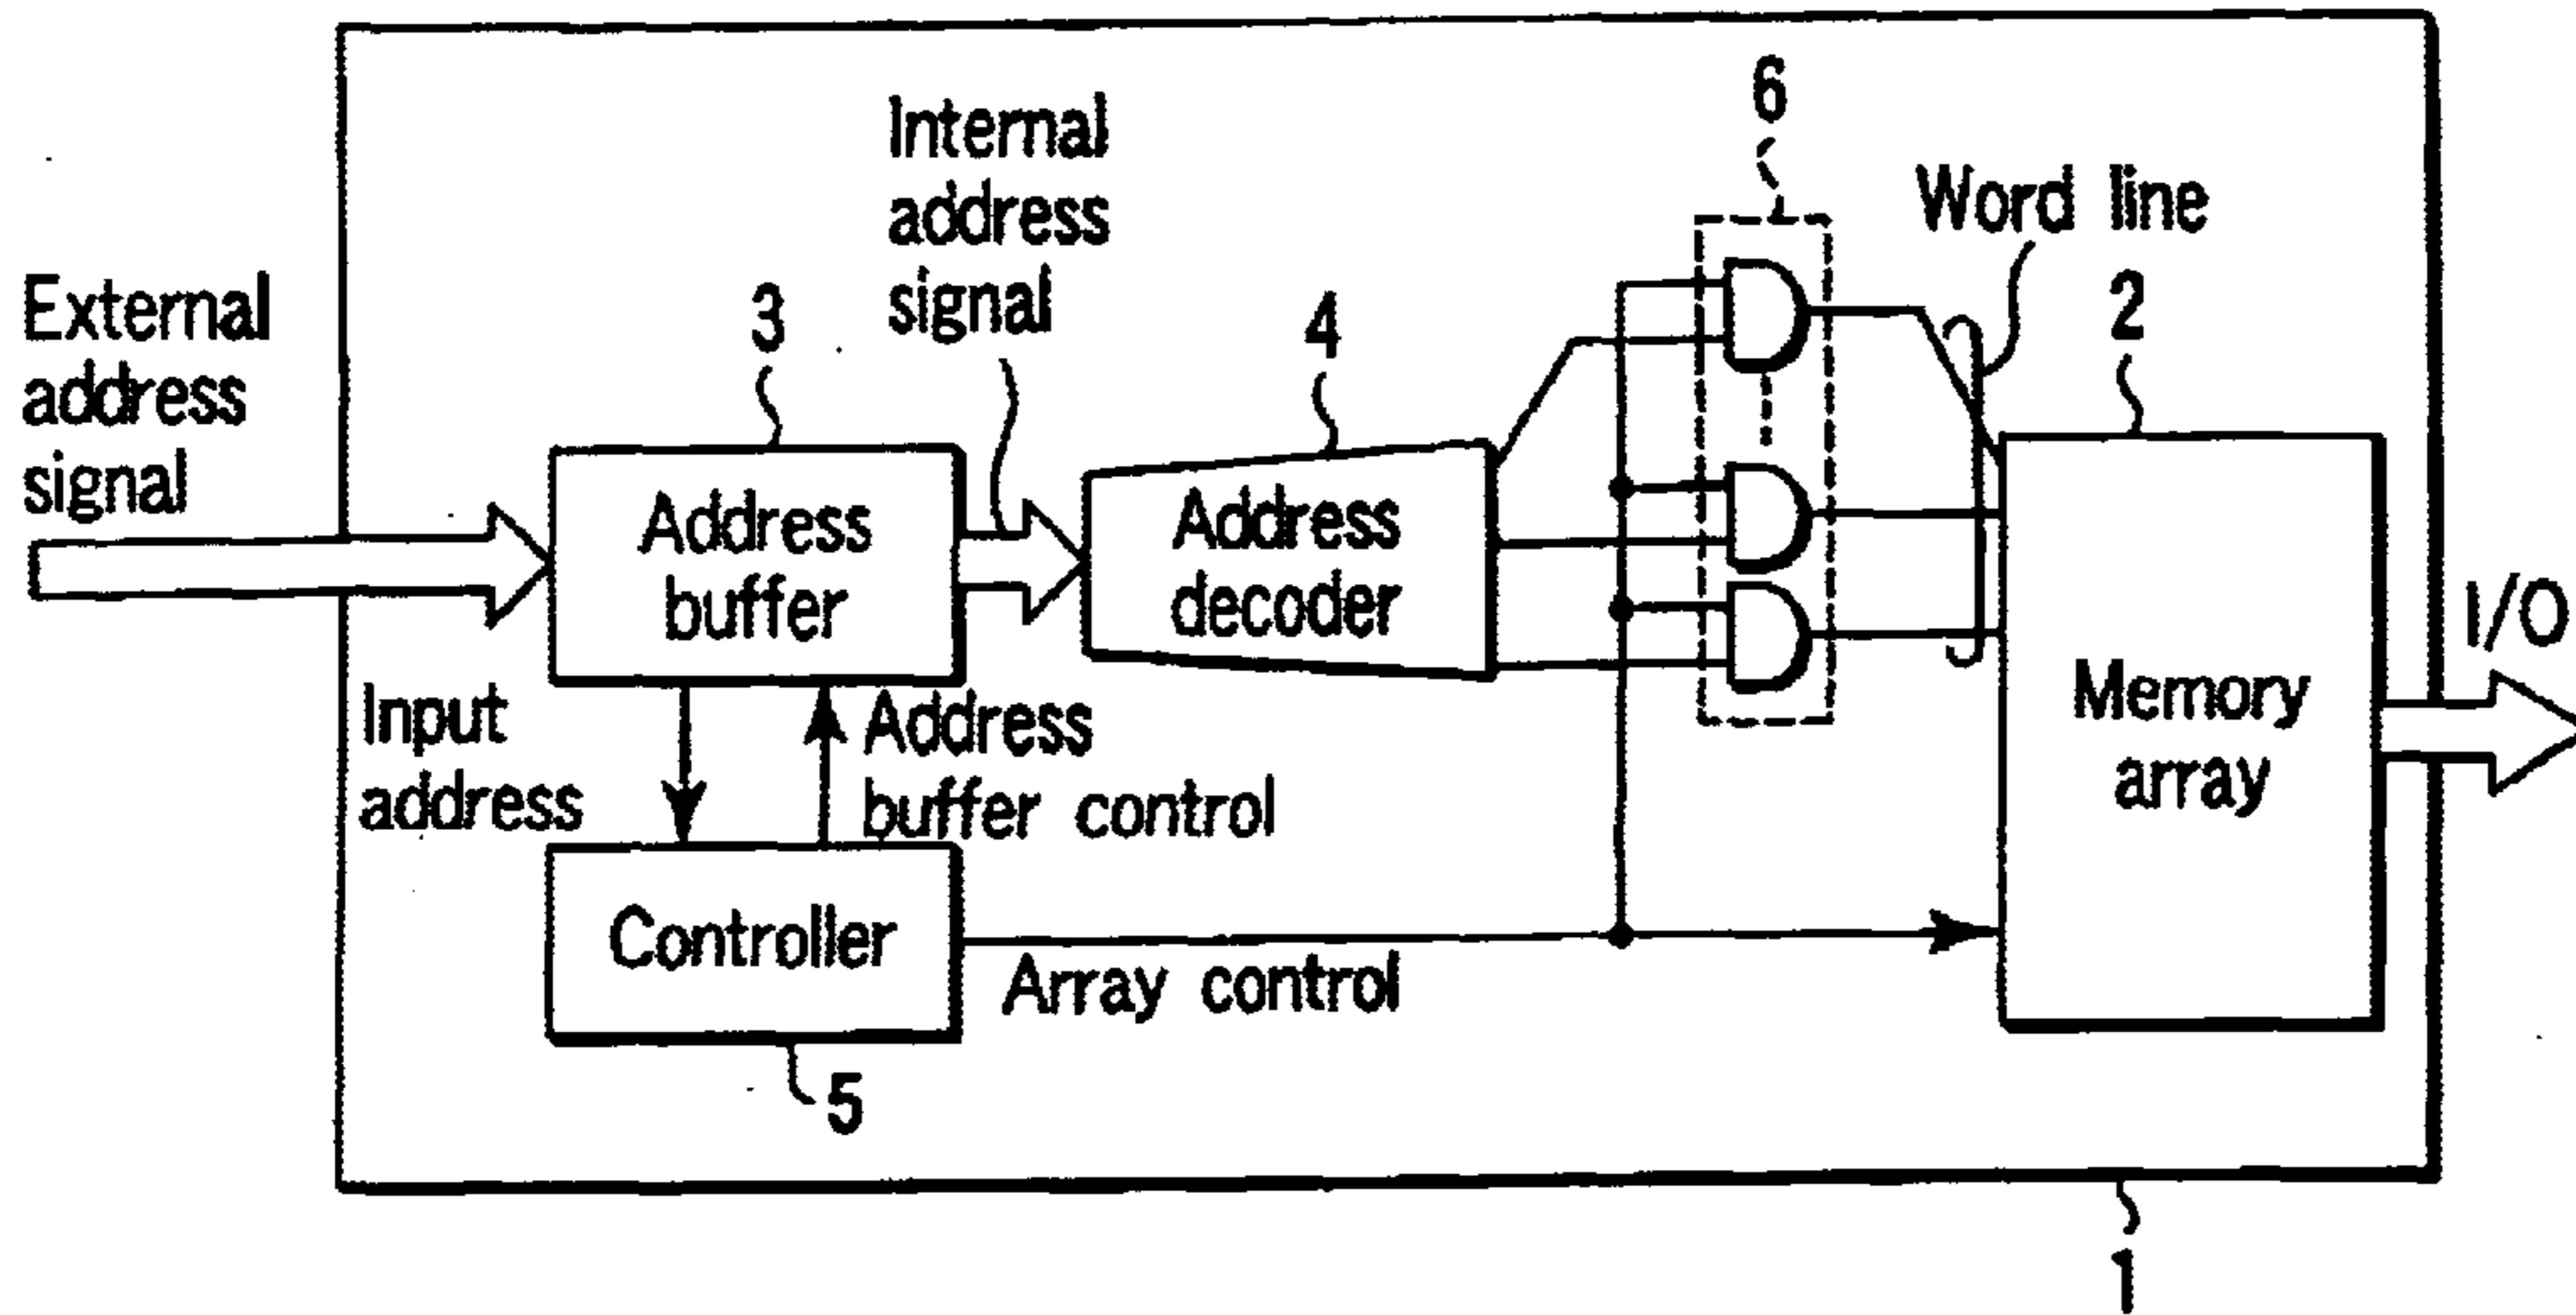 External
address
signal
3
Address
buffer
Internal
address
signal
4
Address
decoder
6
Word line
2
Memory
array
I/O
Input
address
Address
buffer control
Controller
5
Array control
1